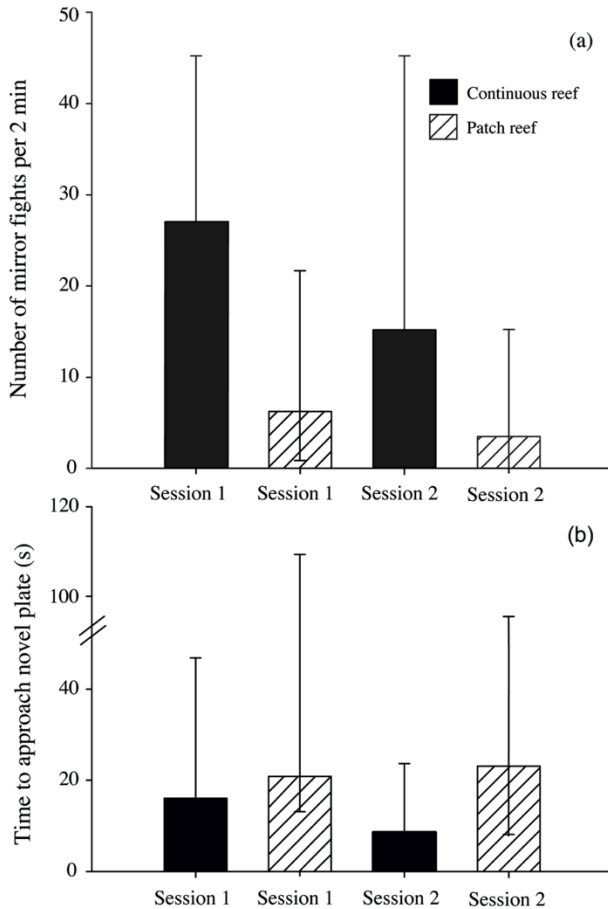 (a)
Number of mirror fights per 2 min
50
40
30
20
10
0
Continuous reef
Patch reef
Session 1 Session 1 Session 2 Session 2
(b)
Time to approach novel plate (s)
120
100
40
20
0
Session 1 Session 1 Session 2 Session 2